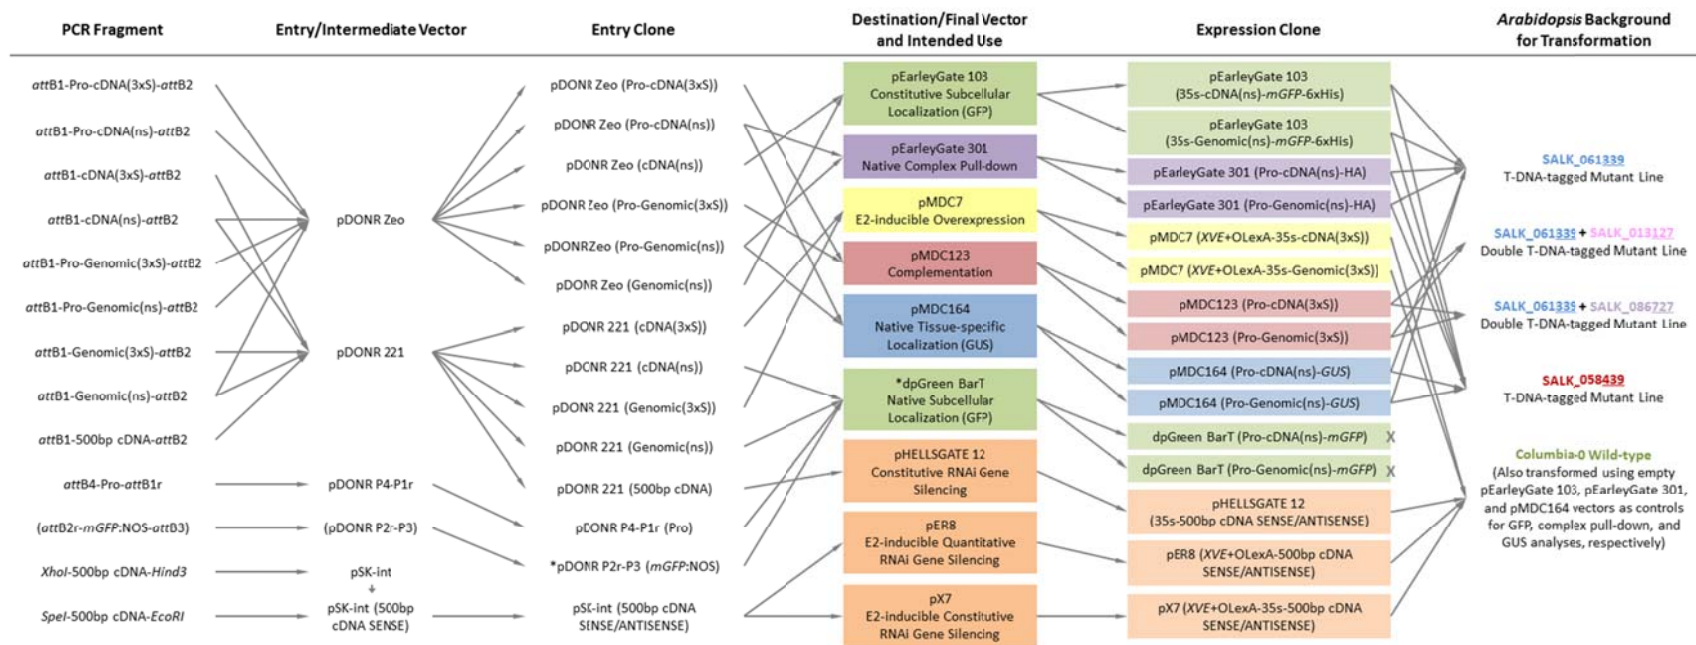 PCR Fragment
Entry/Intermediate Vector
Entry Clone
Destination/Final Vector
and Intended Use
Expression Clone
Arabidopsis Background
for Transformation
attB1-Pro-cDNA(3xS)-attB2
attB1-Pro-cDNA(ns)-attB2
attB1-cDNA(3xS)-attB2
attB1-cDNA(ns)-attB2
attB1-Pro-Genomic(3xS)-attB2
attB1-Pro-Genomic(ns)-attB2
attB1-Genomic(3xS)-attB2
attB1-Genomic(ns)-attB2
attB1-500bp cDNA-attB2
attB4-Pro-attB1r
(attB2r-mGFP:NOS-attB3)
XhoI-500bp cDNA-Hind3
SpeI-500bp cDNA-EcoRI
pDONR Zeo
pDONR 221
pDONR P4-P1r
(pDONR P2r-P3)
pSK-int
pSK-int (500bp
cDNA SENSE)
pDONR Zeo (Pro-cDNA(3xS))
pDONR Zeo (Pro-cDNA(ns))
pDONR Zeo (cDNA(ns))
pDONR Zeo (Pro-Genomic(3xS))
pDONRZeo (Pro-Genomic(ns))
pDONR Zeo (Genomic(ns))
pDONR 221 (cDNA(3xS))
pDONR 221 (cDNA(ns))
pDONR 221 (Genomic(3xS))
pDONR 221 (Genomic(ns))
pDONR 221 (500bp cDNA)
pDONR P4-P1r (Pro)
*pDONR P2r-P3 (mGFP:NOS)
pSK-int (500bp cDNA
SENSE/ANTISENSE)
pEarleyGate 103
Constitutive Subcellular
Localization (GFP)
pEarleyGate 301
Native Complex Pull-down
pMDC7
E2-inducible Overexpression
pMDC123
Complementation
pMDC164
Native Tissue-specific
Localization (GUS)
*dpGreen BarT
Native Subcellular
Localization (GFP)
pHELLSGATE 12
Constitutive RNAi Gene
Silencing
pER8
E2-inducible Quantitative
RNAi Gene Silencing
pX7
E2-inducible Constitutive
RNAi Gene Silencing
pEarleyGate 103
(35s-cDNA(ns)-mGFP-6xHis)
pEarleyGate 103
(35s-Genomic(ns)-mGFP-6xHis)
pEarleyGate 301 (Pro-cDNA(ns)-HA)
pEarleyGate 301 (Pro-Genomic(ns)-HA)
pMDC7 (XVE+OLexA-35s-cDNA(3xS))
pMDC7 (XVE+OLexA-35s-Genomic(3xS))
pMDC123 (Pro-cDNA(3xS))
pMDC123 (Pro-Genomic(3xS))
pMDC164 (Pro-cDNA(ns)-GUS)
pMDC164 (Pro-Genomic(ns)-GUS)
dpGreen BarT (Pro-cDNA(ns)-mGFP) X
dpGreen BarT (Pro-Genomic(ns)-mGFP) X
pHELLSGATE 12
(35s-500bp cDNA SENSE/ANTISENSE)
pER8 (XVE+OLexA-500bp cDNA
SENSE/ANTISENSE)
pX7 (XVE+OLexA-35s-500bp cDNA
SENSE/ANTISENSE)
SALK_061339
T-DNA-tagged Mutant Line
SALK_061339 + SALK_013127
Double T-DNA-tagged Mutant Line
SALK_061339 + SALK_086727
Double T-DNA-tagged Mutant Line
SALK_058439
T-DNA-tagged Mutant Line
Columbia-0 Wild-type
(Also transformed using empty
pEarleyGate 103, pEarleyGate 301,
and pMDC164 vectors as controls
for GFP, complex pull-down, and
GUS analyses, respectively)